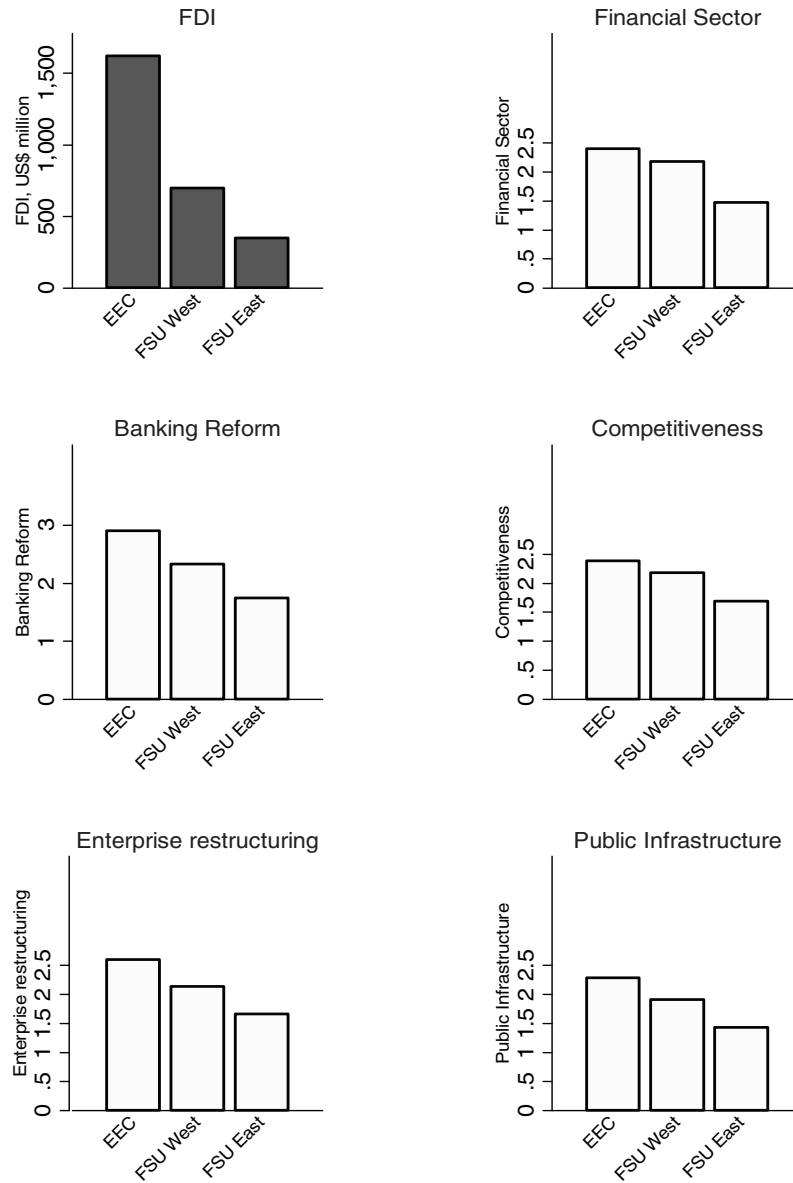 FDI
FDI, US$ million
1,500
1,000
500
0
EEC
FSU West
FSU East
Financial Sector
Financial Sector
2.5
2
1.5
1
.5
0
EEC
FSU West
FSU East
Banking Reform
Banking Reform
3
2
1
0
EEC
FSU West
FSU East
Competitiveness
Competitiveness
2.5
2
1.5
1
.5
0
EEC
FSU West
FSU East
Enterprise restructuring
Enterprise restructuring
2.5
2
1.5
1
.5
0
EEC
FSU West
FSU East
Public Infrastructure
Public Infrastructure
2.5
2
1.5
1
.5
0
EEC
FSU West
FSU East